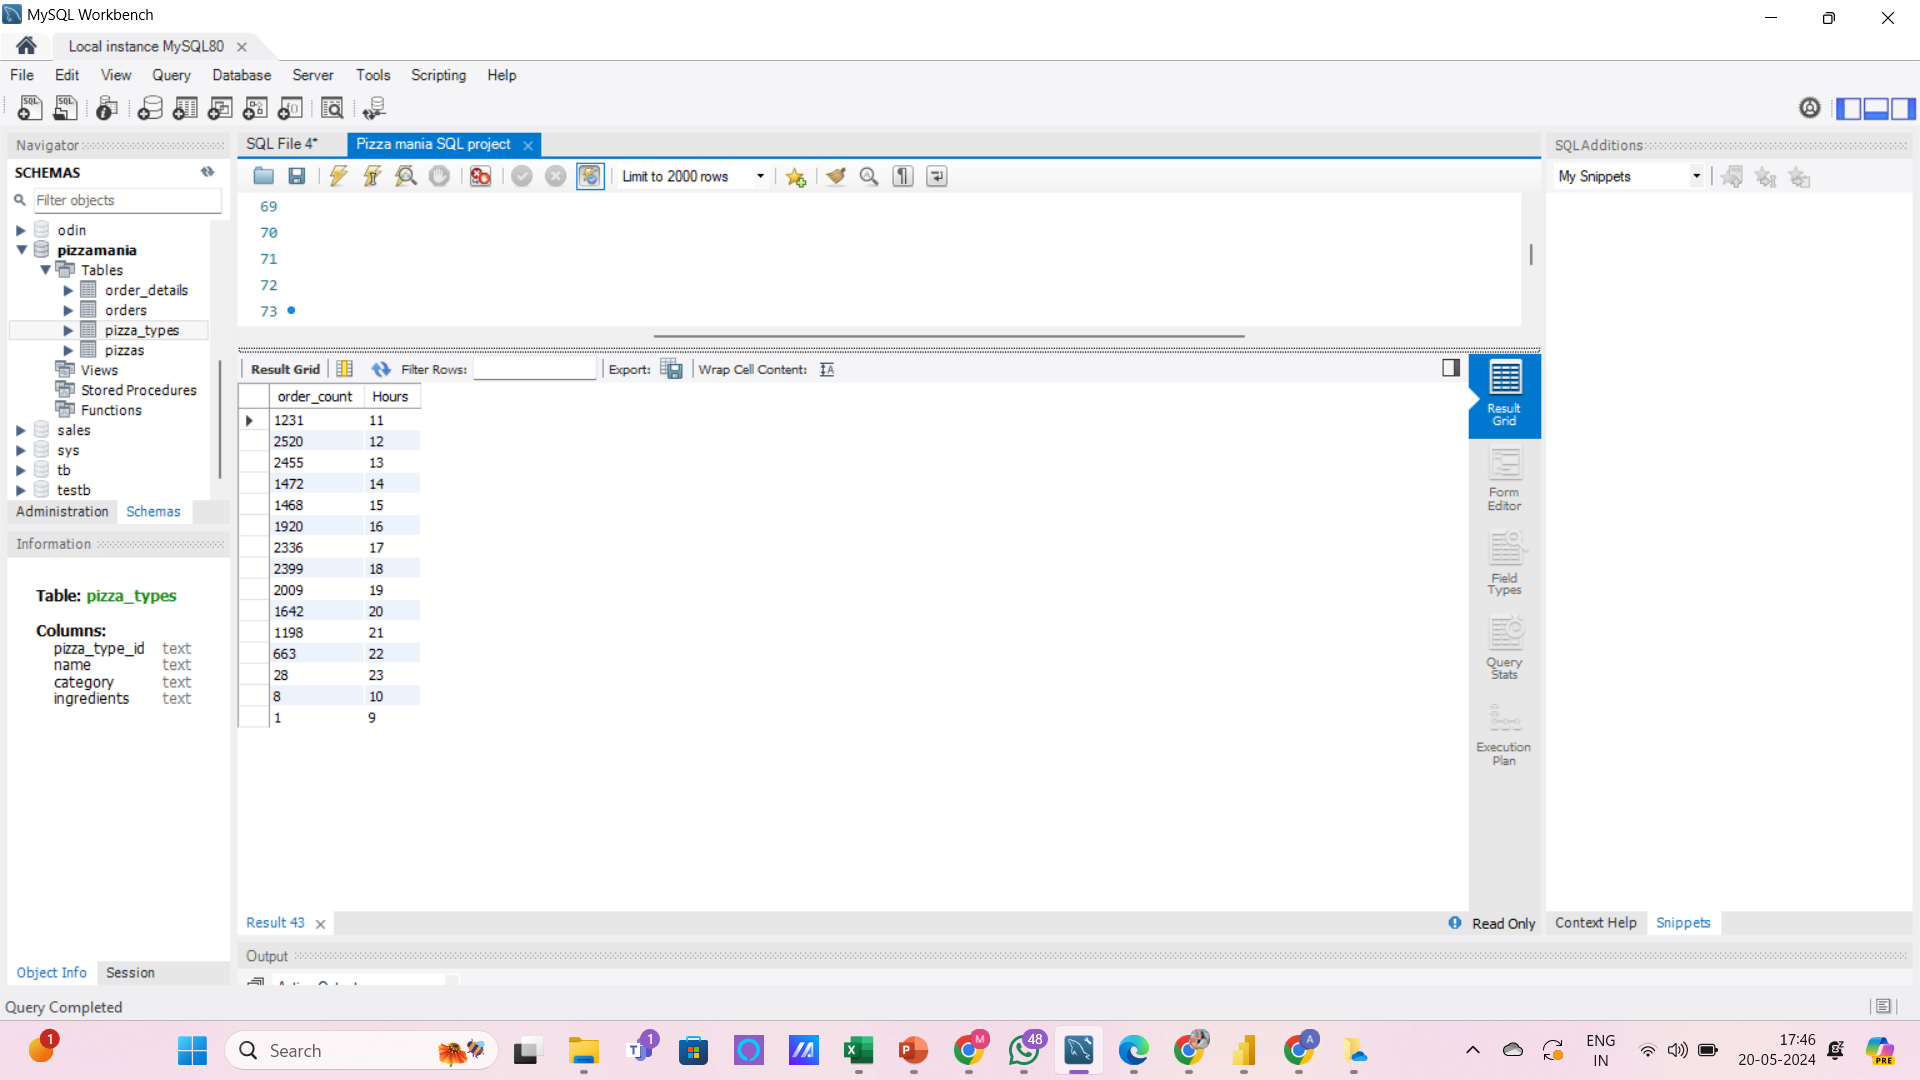 MySQL Workbench
Local instance MySQL80
File Edit View Query Database Server Tools Scripting Help
Navigator
SCHEMAS
Filter objects
odin
pizzamania
Tables
order_details
orders
pizza_types
pizzas
Views
Stored Procedures
Functions
sales
sys
tb
testb
Administration Schemas
Information
Table: pizza_types
Columns:
pizza_type_id text
name text
category text
ingredients text
Object Info Session
SQL File 4* Pizza mania SQL project
Limit to 2000 rows
69
70
71
72
73
Result Grid Filter Rows: Export: Wrap Cell Content:
order_count Hours
1231 11
2520 12
2455 13
1472 14
1468 15
1920 16
2336 17
2399 18
2009 19
1642 20
1198 21
663 22
28 23
8 10
1 9
Result Grid
Form Editor
Field Types
Query Stats
Execution Plan
Result 43
Read Only
Output
SQLAdditions
My Snippets
Context Help Snippets
Query Completed
1
Search
1
M
48
A
ENG
IN
17:46
20-05-2024
PRE